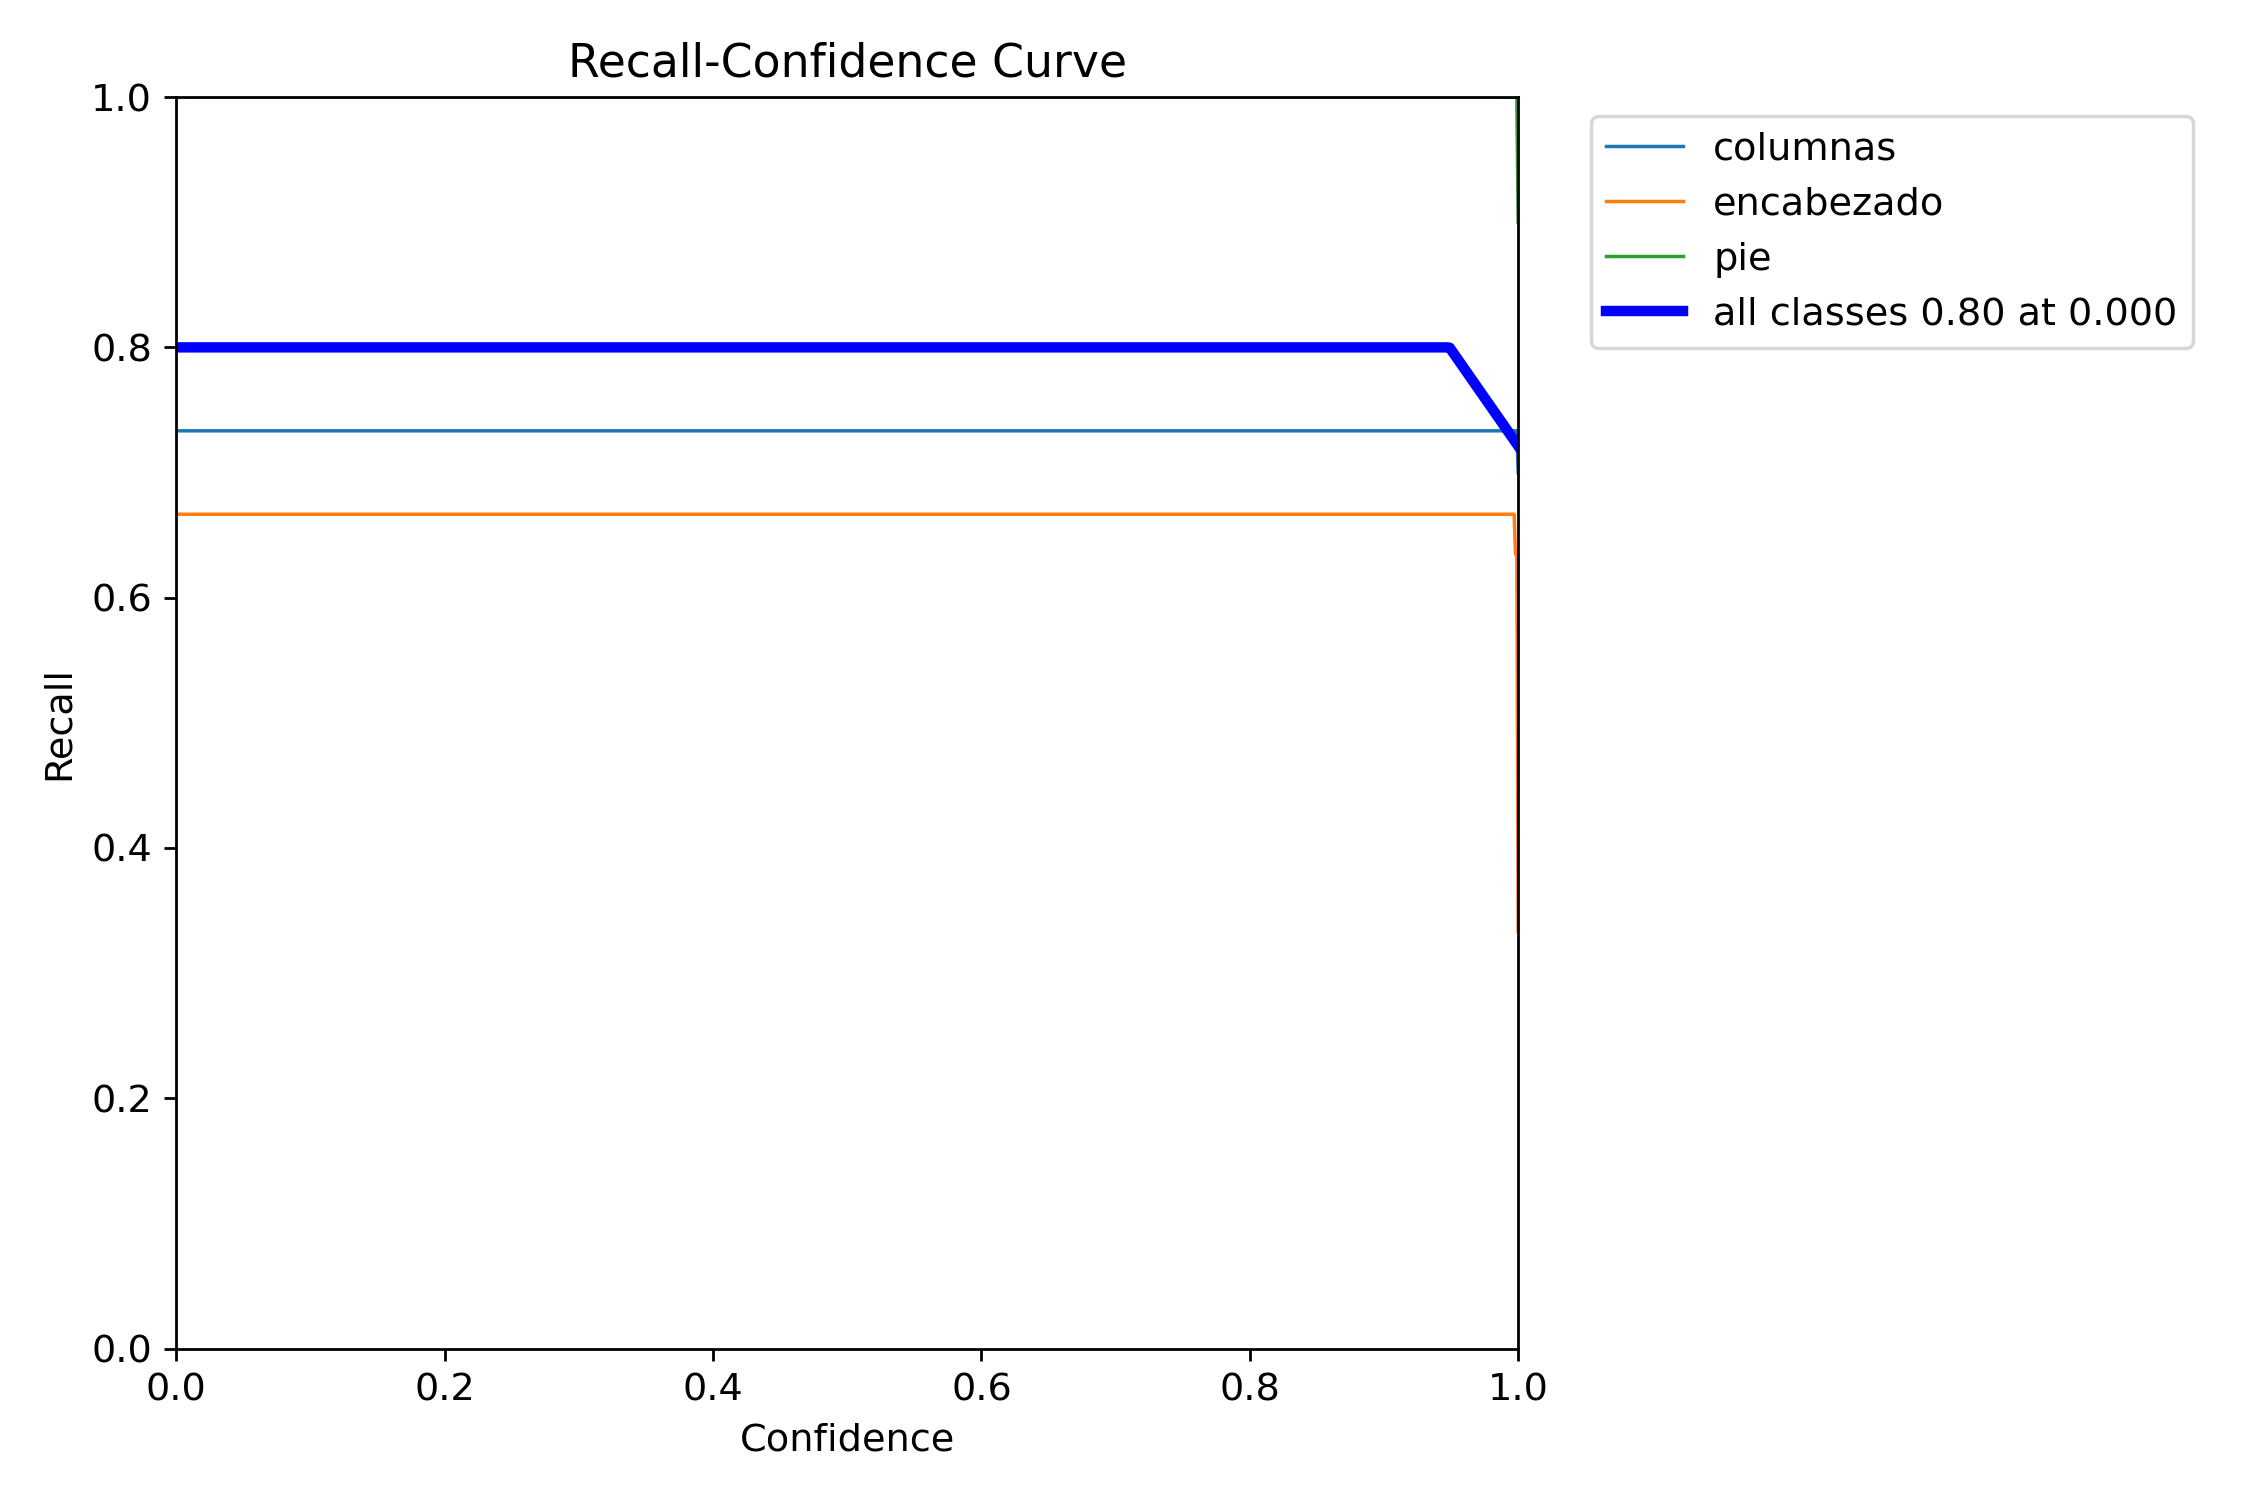 Recall-Confidence Curve
1.0
0.8
0.6
0.4
0.2
0.0
Recall
0.0 0.2 0.4 0.6 0.8 1.0
Confidence
columnas
encabezado
pie
all classes 0.80 at 0.000